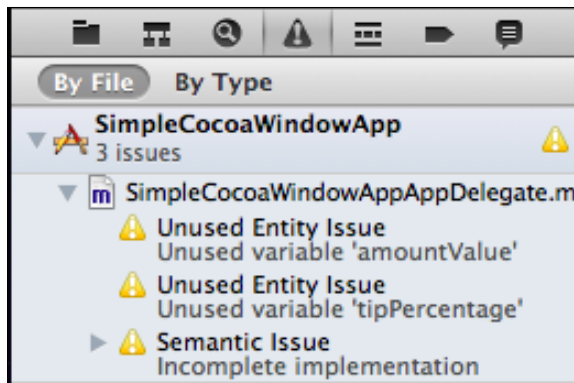 By File By Type
SimpleCocoaWindowApp
3 issues
m SimpleCocoaWindowAppAppDelegate.m
Unused Entity Issue
Unused variable 'amountValue'
Unused Entity Issue
Unused variable 'tipPercentage'
Semantic Issue
Incomplete implementation